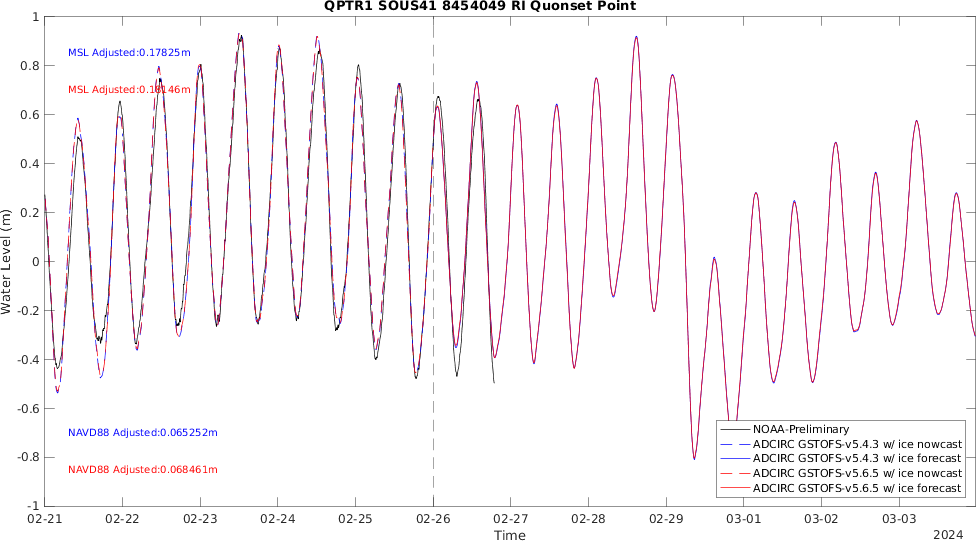 QPTR1 SOUS41 8454049 RI Quonset Point
1
0.8
0.6
0.4
0.2
0
-0.2
-0.4
-0.6
-0.8
-1
Water Level (m)
MSL Adjusted:0.17825m
MSL Adjusted:0.18146m
NAVD88 Adjusted:0.065252m
NAVD88 Adjusted:0.068461m
NOAA-Preliminary
ADCIRC GSTOFS-v5.4.3 w/ ice nowcast
ADCIRC GSTOFS-v5.4.3 w/ ice forecast
ADCIRC GSTOFS-v5.6.5 w/ ice nowcast
ADCIRC GSTOFS-v5.6.5 w/ ice forecast
02-21 02-22 02-23 02-24 02-25 02-26 02-27 02-28 02-29 03-01 03-02 03-03
Time
2024